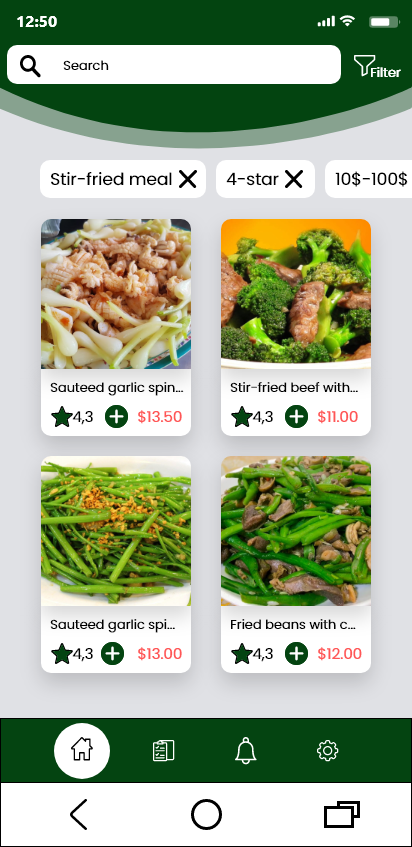 12:50
Search
Filter
Stir-fried meal
4-star
10$-100$
Sauteed garlic spin...
4,3
$13.50
Stir-fried beef with...
4,3
$11.00
Sauteed garlic spi...
4,3
$13.00
Fried beans with c...
4,3
$12.00